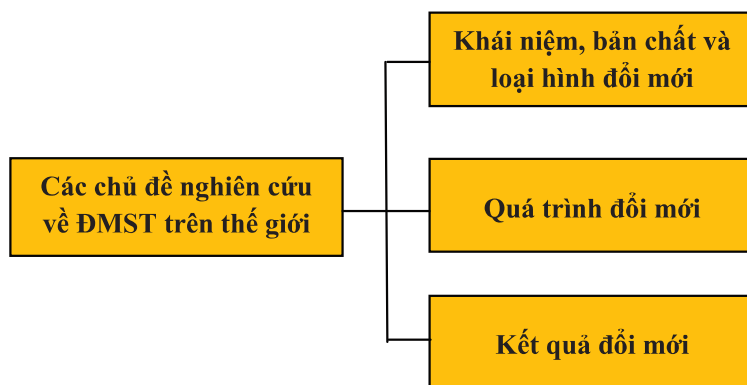 Khái niệm, bản chất và
loại hình đổi mới
Các chủ đề nghiên cứu
về ĐMST trên thế giới
Quá trình đổi mới
Kết quả đổi mới